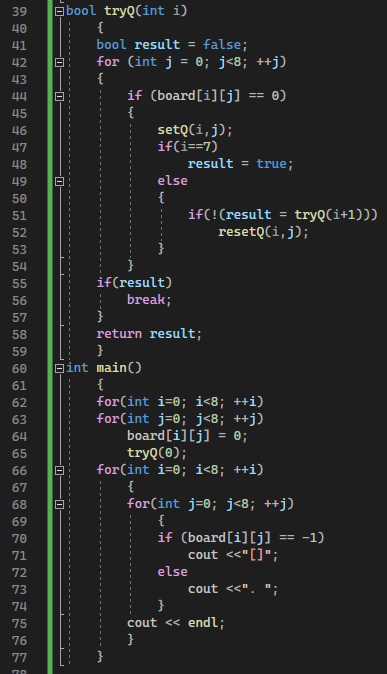 39 bool tryQ(int i)
40 {
41 bool result = false;
42 for (int j = 0; j<8; ++j)
43 {
44 if (board[i][j] == 0)
45 {
46 setQ(i,j);
47 if(i==7)
48 result = true;
49 else
50 {
51 if(!(result = tryQ(i+1)))
52 resetQ(i,j);
53 }
54 }
55 if(result)
56 break;
57 }
58 return result;
59 }
60 int main()
61 {
62 for(int i=0; i<8; ++i)
63 for(int j=0; j<8; ++j)
64 board[i][j] = 0;
65 tryQ(0);
66 for(int i=0; i<8; ++i)
67 {
68 for(int j=0; j<8; ++j)
69 {
70 if (board[i][j] == -1)
71 cout <<"[]";
72 else
73 cout <<". ";
74 }
75 cout << endl;
76 }
77 }